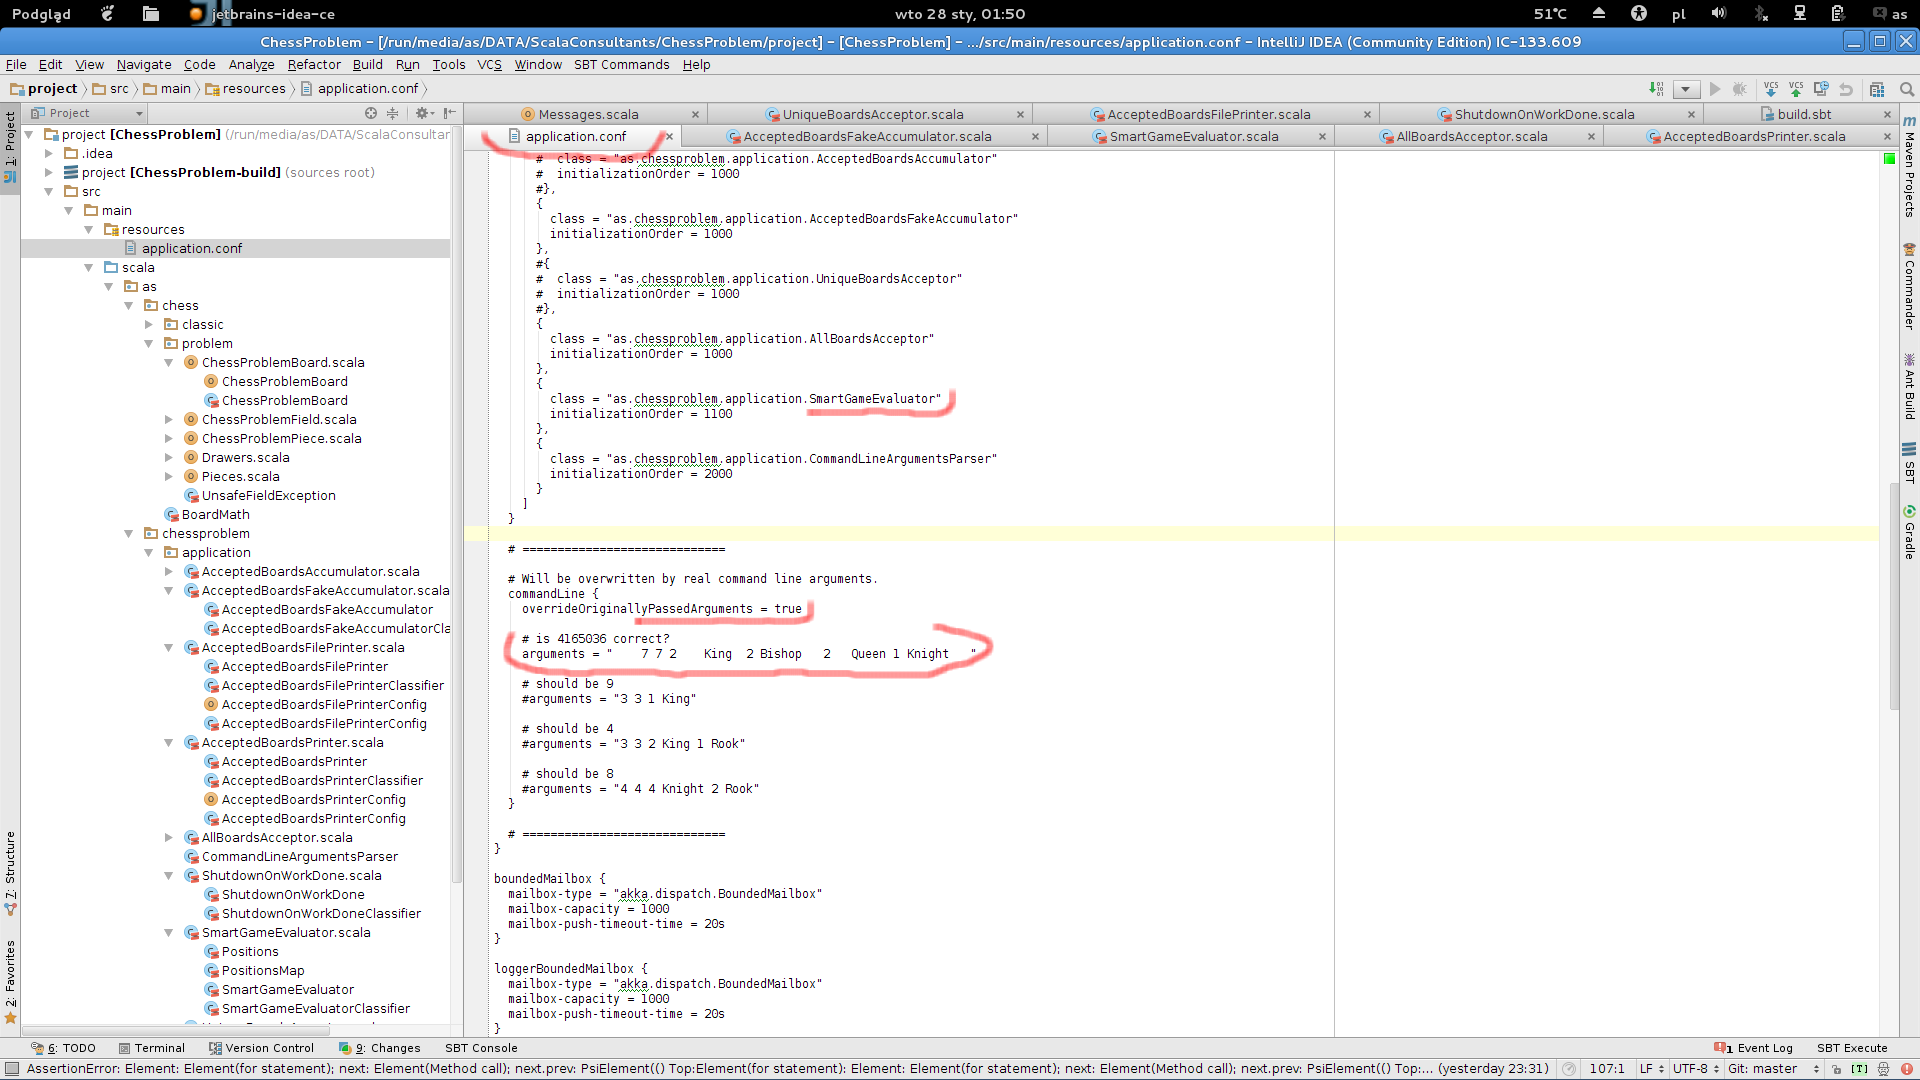 Podgląd jetbrains-idea-ce wto 28 sty, 01:50 51°C pl as
ChessProblem – [/run/media/as/DATA/ScalaConsultants/ChessProblem/project] – [ChessProblem] – .../src/main/resources/application.conf – IntelliJ IDEA (Community Edition) IC-133.609
File Edit View Navigate Code Analyze Refactor Build Run Tools VCS Window SBT Commands Help
project src main resources application.conf
Project
Messages.scala UniqueBoardsAcceptor.scala AcceptedBoardsFilePrinter.scala ShutdownOnWorkDone.scala build.sbt
application.conf AcceptedBoardsFakeAccumulator.scala SmartGameEvaluator.scala AllBoardsAcceptor.scala AcceptedBoardsPrinter.scala
1: Project
7: Structure
2: Favorites
project [ChessProblem] (/run/media/as/DATA/ScalaConsultar
.idea
project [ChessProblem-build] (sources root)
src
main
resources
application.conf
scala
as
chess
classic
problem
ChessProblemBoard.scala
ChessProblemBoard
ChessProblemBoard
ChessProblemField.scala
ChessProblemPiece.scala
Drawers.scala
Pieces.scala
UnsafeFieldException
BoardMath
chessproblem
application
AcceptedBoardsAccumulator.scala
AcceptedBoardsFakeAccumulator.scala
AcceptedBoardsFakeAccumulator
AcceptedBoardsFakeAccumulatorCla
AcceptedBoardsFilePrinter.scala
AcceptedBoardsFilePrinter
AcceptedBoardsFilePrinterClassifier
AcceptedBoardsFilePrinterConfig
AcceptedBoardsFilePrinterConfig
AcceptedBoardsPrinter.scala
AcceptedBoardsPrinter
AcceptedBoardsPrinterClassifier
AcceptedBoardsPrinterConfig
AcceptedBoardsPrinterConfig
AllBoardsAcceptor.scala
CommandLineArgumentsParser
ShutdownOnWorkDone.scala
ShutdownOnWorkDone
ShutdownOnWorkDoneClassifier
SmartGameEvaluator.scala
Positions
PositionsMap
SmartGameEvaluator
SmartGameEvaluatorClassifier
#  class = "as.chessproblem.application.AcceptedBoardsAccumulator"
#  initializationOrder = 1000
#},
{
class = "as.chessproblem.application.AcceptedBoardsFakeAccumulator"
initializationOrder = 1000
},
#{
#  class = "as.chessproblem.application.UniqueBoardsAcceptor"
#  initializationOrder = 1000
#},
{
class = "as.chessproblem.application.AllBoardsAcceptor"
initializationOrder = 1000
},
{
class = "as.chessproblem.application.SmartGameEvaluator"
initializationOrder = 1100
},
{
class = "as.chessproblem.application.CommandLineArgumentsParser"
initializationOrder = 2000
}
]
}
# =============================
# Will be overwritten by real command line arguments.
commandLine {
overrideOriginallyPassedArguments = true
# is 4165036 correct?
arguments = "    7 7 2    King  2 Bishop   2   Queen 1 Knight   "
# should be 9
#arguments = "3 3 1 King"
# should be 4
#arguments = "3 3 2 King 1 Rook"
# should be 8
#arguments = "4 4 4 Knight 2 Rook"
}
# =============================
}
boundedMailbox {
mailbox-type = "akka.dispatch.BoundedMailbox"
mailbox-capacity = 1000
mailbox-push-timeout-time = 20s
}
loggerBoundedMailbox {
mailbox-type = "akka.dispatch.BoundedMailbox"
mailbox-capacity = 1000
mailbox-push-timeout-time = 20s
}
Maven Projects
Commander
Ant Build
SBT
Gradle
6: TODO Terminal Version Control 9: Changes SBT Console 1 Event Log SBT Execute
AssertionError: Element: Element(for statement); next: Element(Method call); next.prev: PsiElement(() Top:Element(for statement): Element: Element(for statement); next: Element(Method call); next.prev: PsiElement(() Top:... (yesterday 23:31) 107:1 LF UTF-8 Git: master [T]